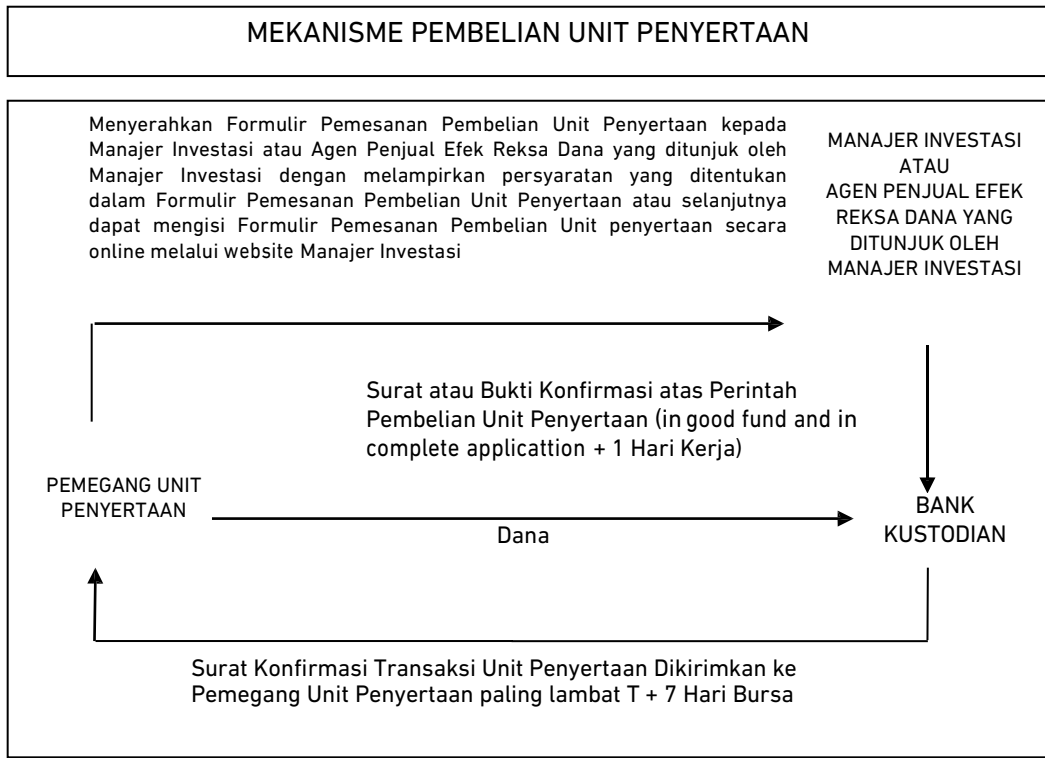 MEKANISME PEMBELIAN UNIT PENYERTAAN
Menyerahkan Formulir Pemesanan Pembelian Unit Penyertaan kepada
Manajer Investasi atau Agen Penjual Efek Reksa Dana yang ditunjuk oleh
Manajer Investasi dengan melampirkan persyaratan yang ditentukan
dalam Formulir Pemesanan Pembelian Unit Penyertaan atau selanjutnya
dapat mengisi Formulir Pemesanan Pembelian Unit penyertaan secara
online melalui website Manajer Investasi
MANAJER INVESTASI
ATAU
AGEN PENJUAL EFEK
REKSA DANA YANG
DITUNJUK OLEH
MANAJER INVESTASI
Surat atau Bukti Konfirmasi atas Perintah
Pembelian Unit Penyertaan (in good fund and in
complete applicattion + 1 Hari Kerja)
PEMEGANG UNIT
PENYERTAAN
Dana
BANK
KUSTODIAN
Surat Konfirmasi Transaksi Unit Penyertaan Dikirimkan ke
Pemegang Unit Penyertaan paling lambat T + 7 Hari Bursa